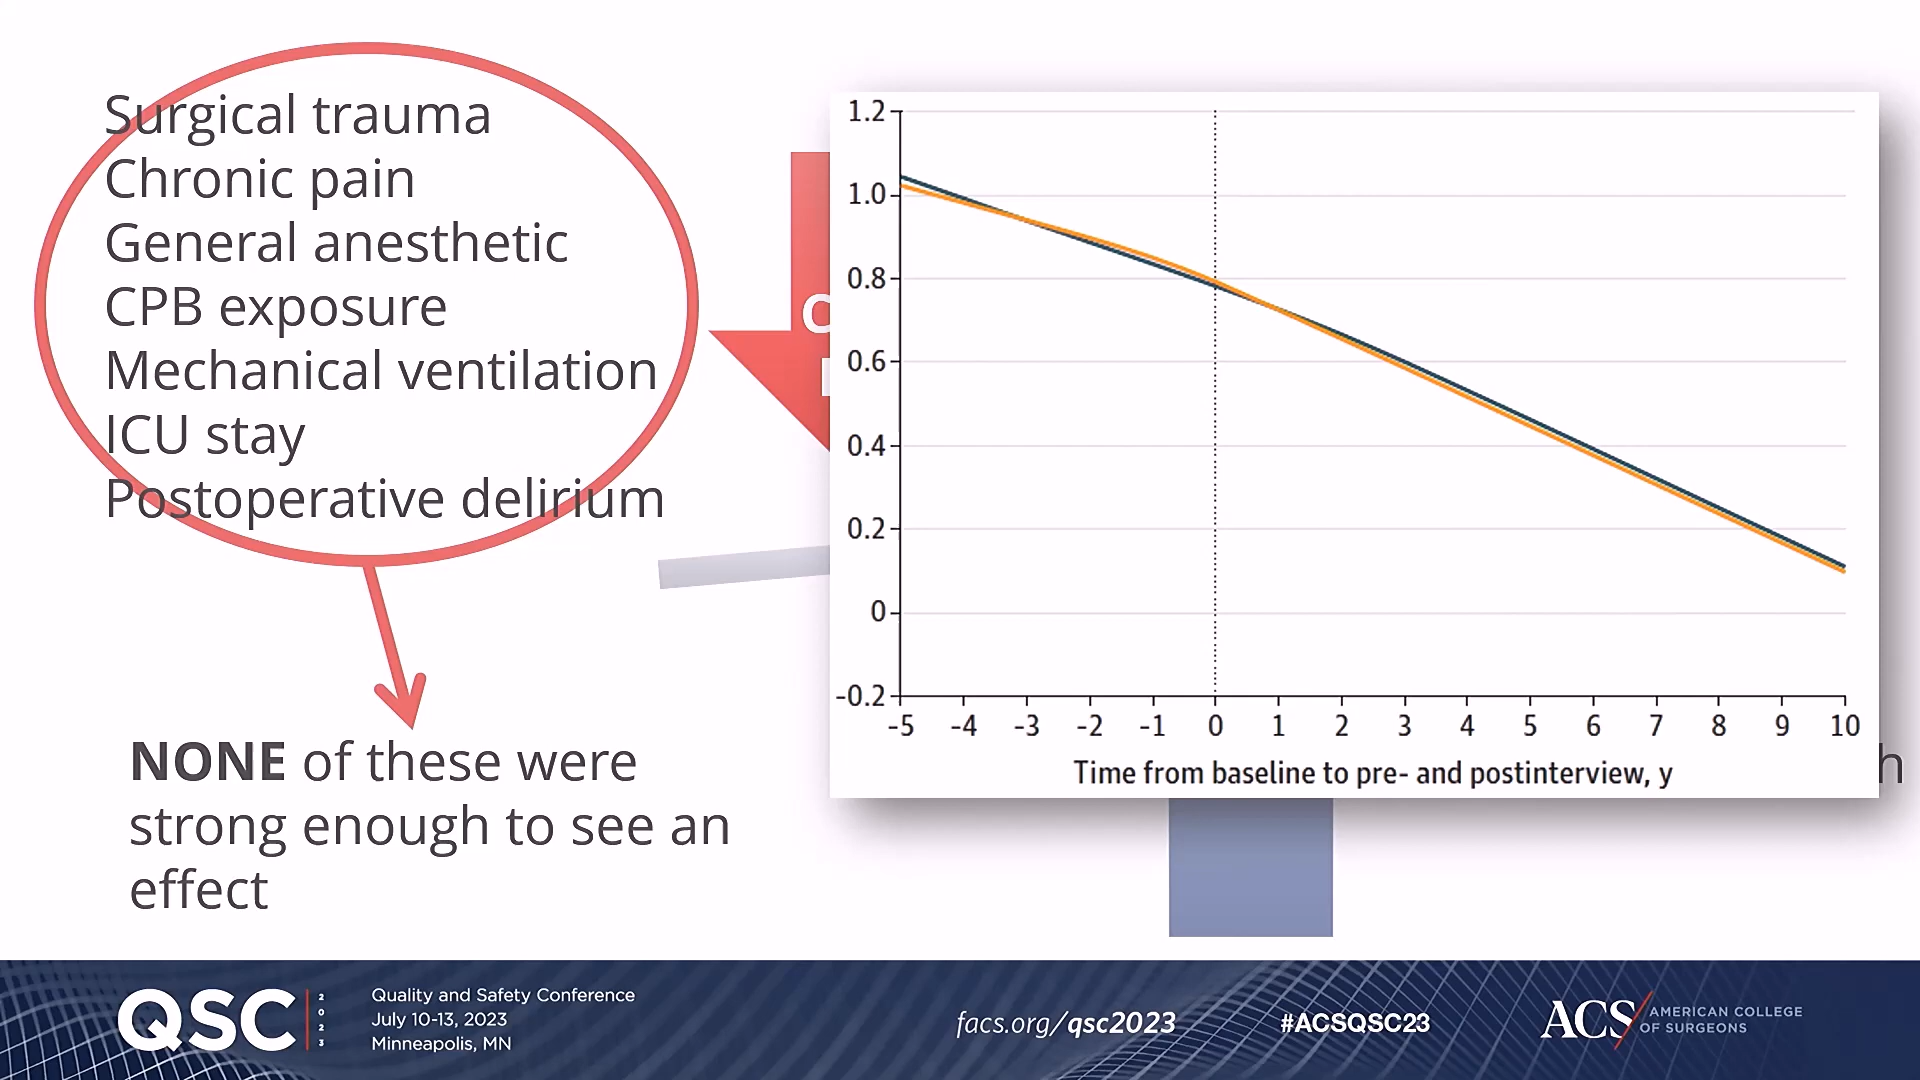 Surgical trauma
Chronic pain
General anesthetic
CPB exposure
Mechanical ventilation
ICU stay
Postoperative delirium
NONE of these were
strong enough to see an
effect
1.2
1.0
0.8
0.6
0.4
0.2
0
-0.2
-5 -4 -3 -2 -1 0 1 2 3 4 5 6 7 8 9 10
Time from baseline to pre- and postinterview, y
QSC
2023
Quality and Safety Conference
July 10-13, 2023
Minneapolis, MN
facs.org/qsc2023
#ACSQSC23
ACS
AMERICAN COLLEGE
OF SURGEONS